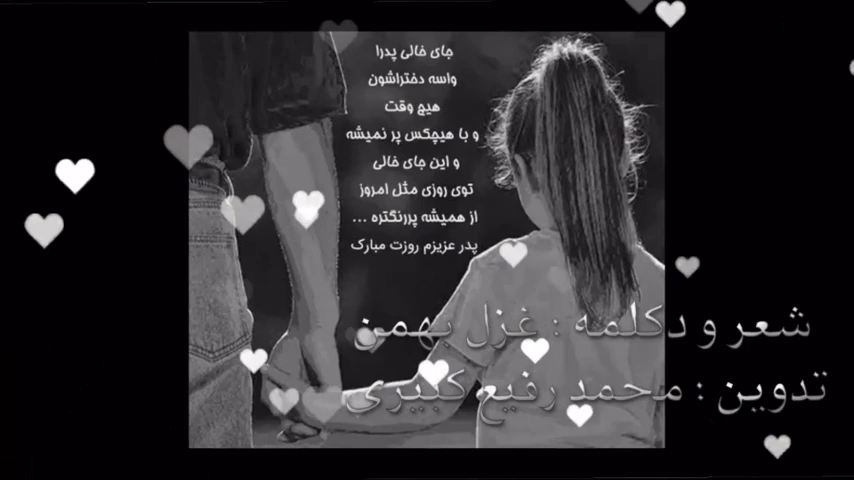 جای خالی پدرا
واسه دختراشون
هیچ وقت
و با هیچکس پر نمیشه
و این جای خالی
توی روزی مثل امروز
از همیشه پررنگتره ...
پدر عزیزم روزت مبارک
شعر و دکلمه : غزل بهمن
تدوین : محمد رفیع کبیری